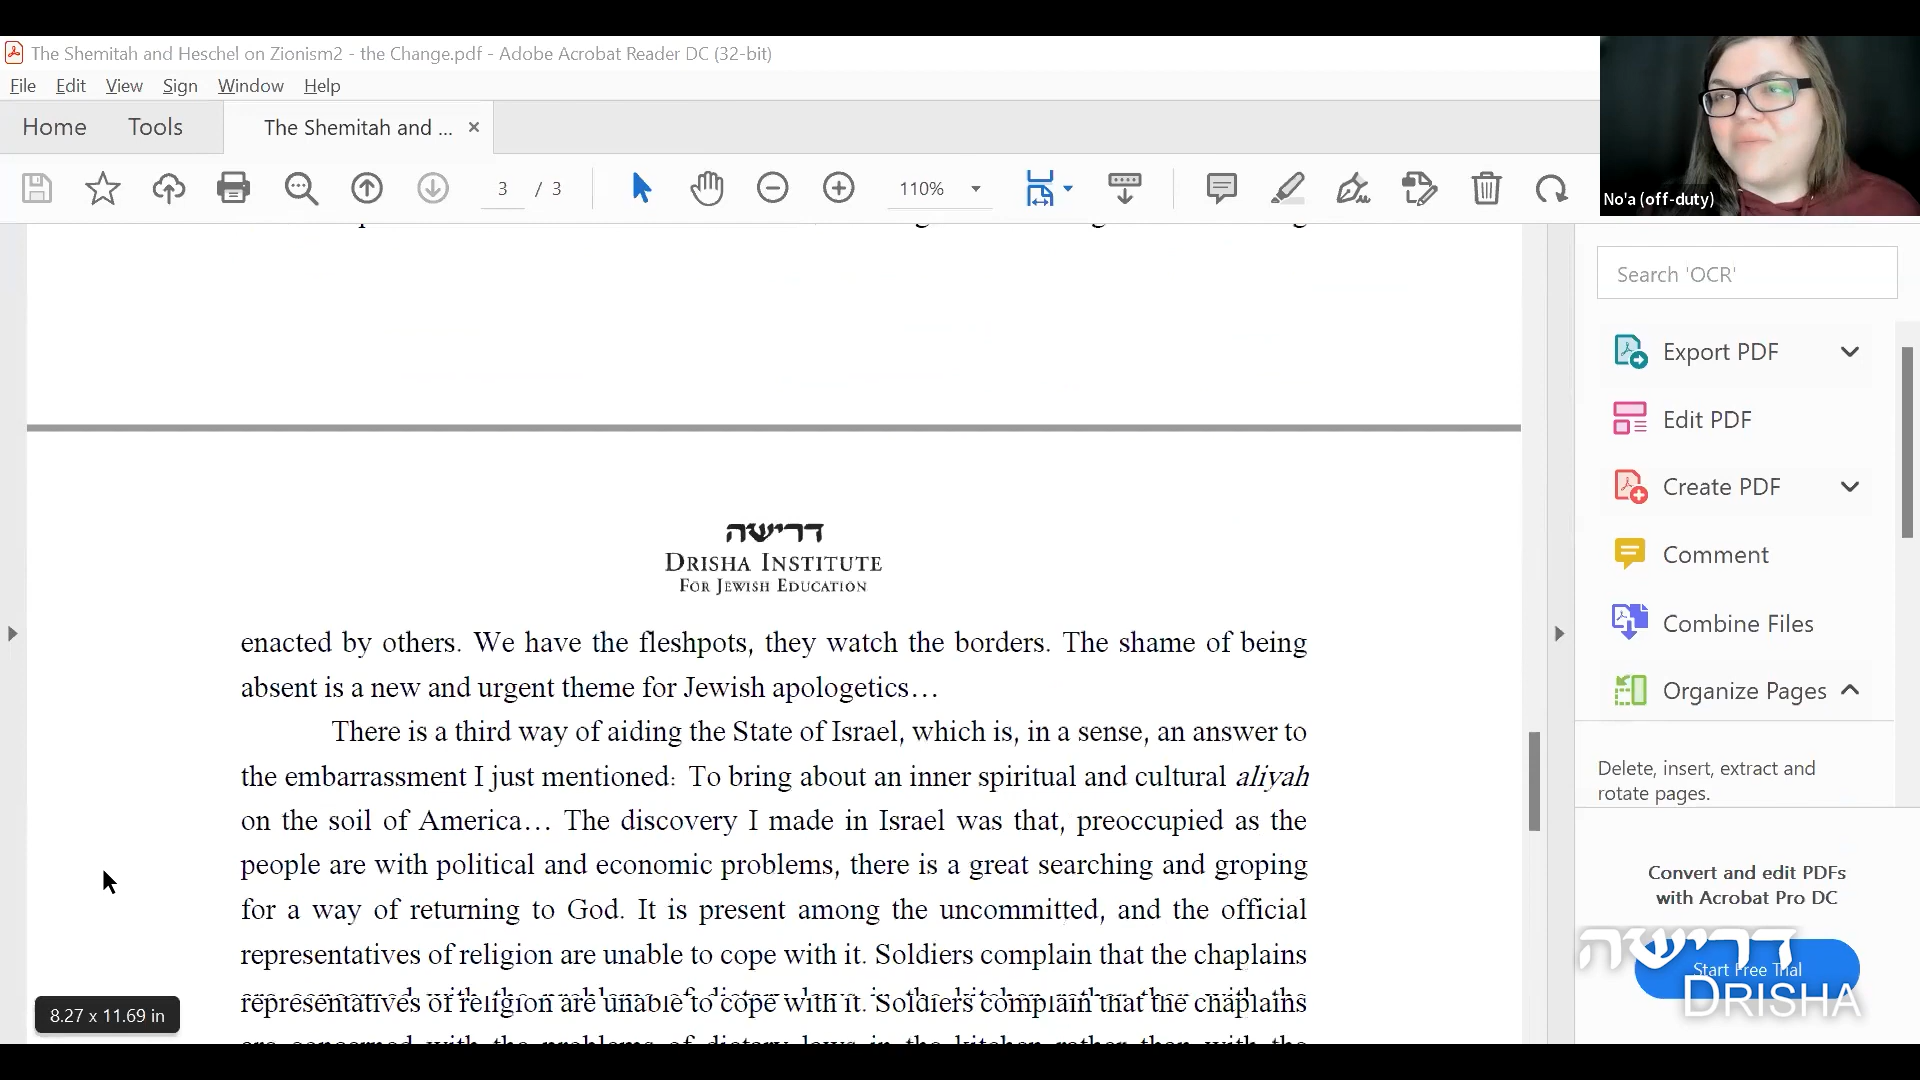 The Shemitah and Heschel on Zionism2 - the Change.pdf - Adobe Acrobat Reader DC (32-bit)
File Edit View Sign Window Help
Home Tools The Shemitah and ... ×
3 / 3 110%
No'a (off-duty)
Search 'OCR'
Export PDF
Edit PDF
Create PDF
Comment
Combine Files
Organize Pages
Delete, insert, extract and
rotate pages.
Convert and edit PDFs
with Acrobat Pro DC
Start Free Trial
דרישה
DRISHA
דרישה
DRISHA INSTITUTE
FOR JEWISH EDUCATION
enacted by others. We have the fleshpots, they watch the borders. The shame of being
absent is a new and urgent theme for Jewish apologetics…
There is a third way of aiding the State of Israel, which is, in a sense, an answer to
the embarrassment I just mentioned: To bring about an inner spiritual and cultural aliyah
on the soil of America… The discovery I made in Israel was that, preoccupied as the
people are with political and economic problems, there is a great searching and groping
for a way of returning to God. It is present among the uncommitted, and the official
representatives of religion are unable to cope with it. Soldiers complain that the chaplains
representatives of religion are unable to cope with it. Soldiers complain that the chaplains
are concerned with the problems of dietary laws in the kitchen rather than with the
8.27 x 11.69 in